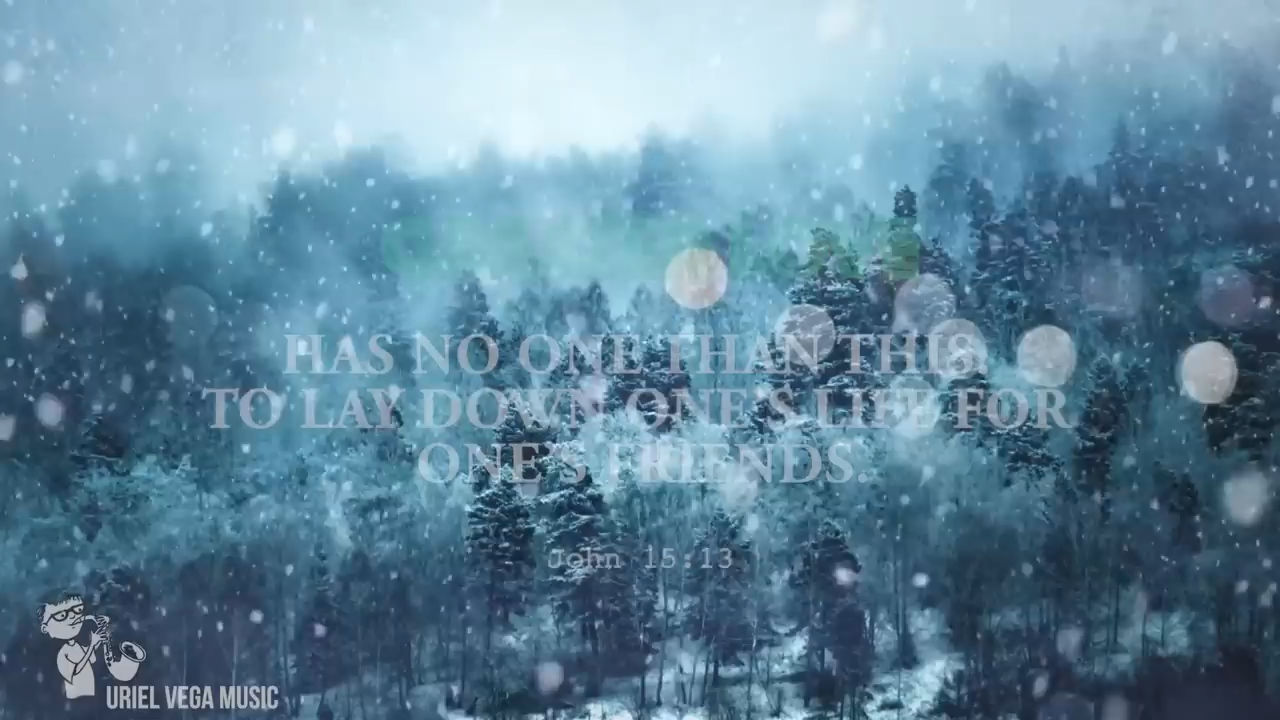 HAS NO ONE THAN THIS
TO LAY DOWN ONE'S LIFE FOR
ONE'S FRIENDS.
John 15:13
URIEL VEGA MUSIC